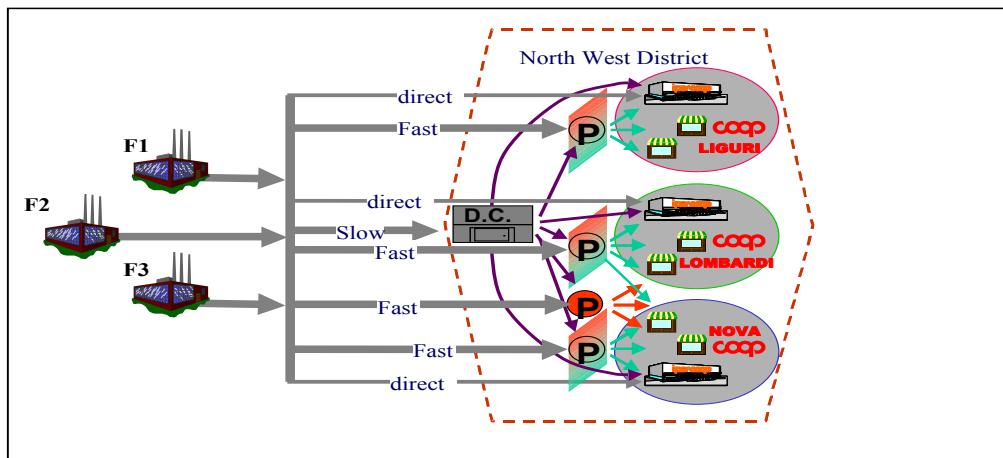 North West District
direct
Fast
P
coop
LIGURI
F1
F2
direct
D.C.
Slow
Fast
P
coop
LOMBARDI
F3
Fast
P
NOVA
coop
Fast
P
direct